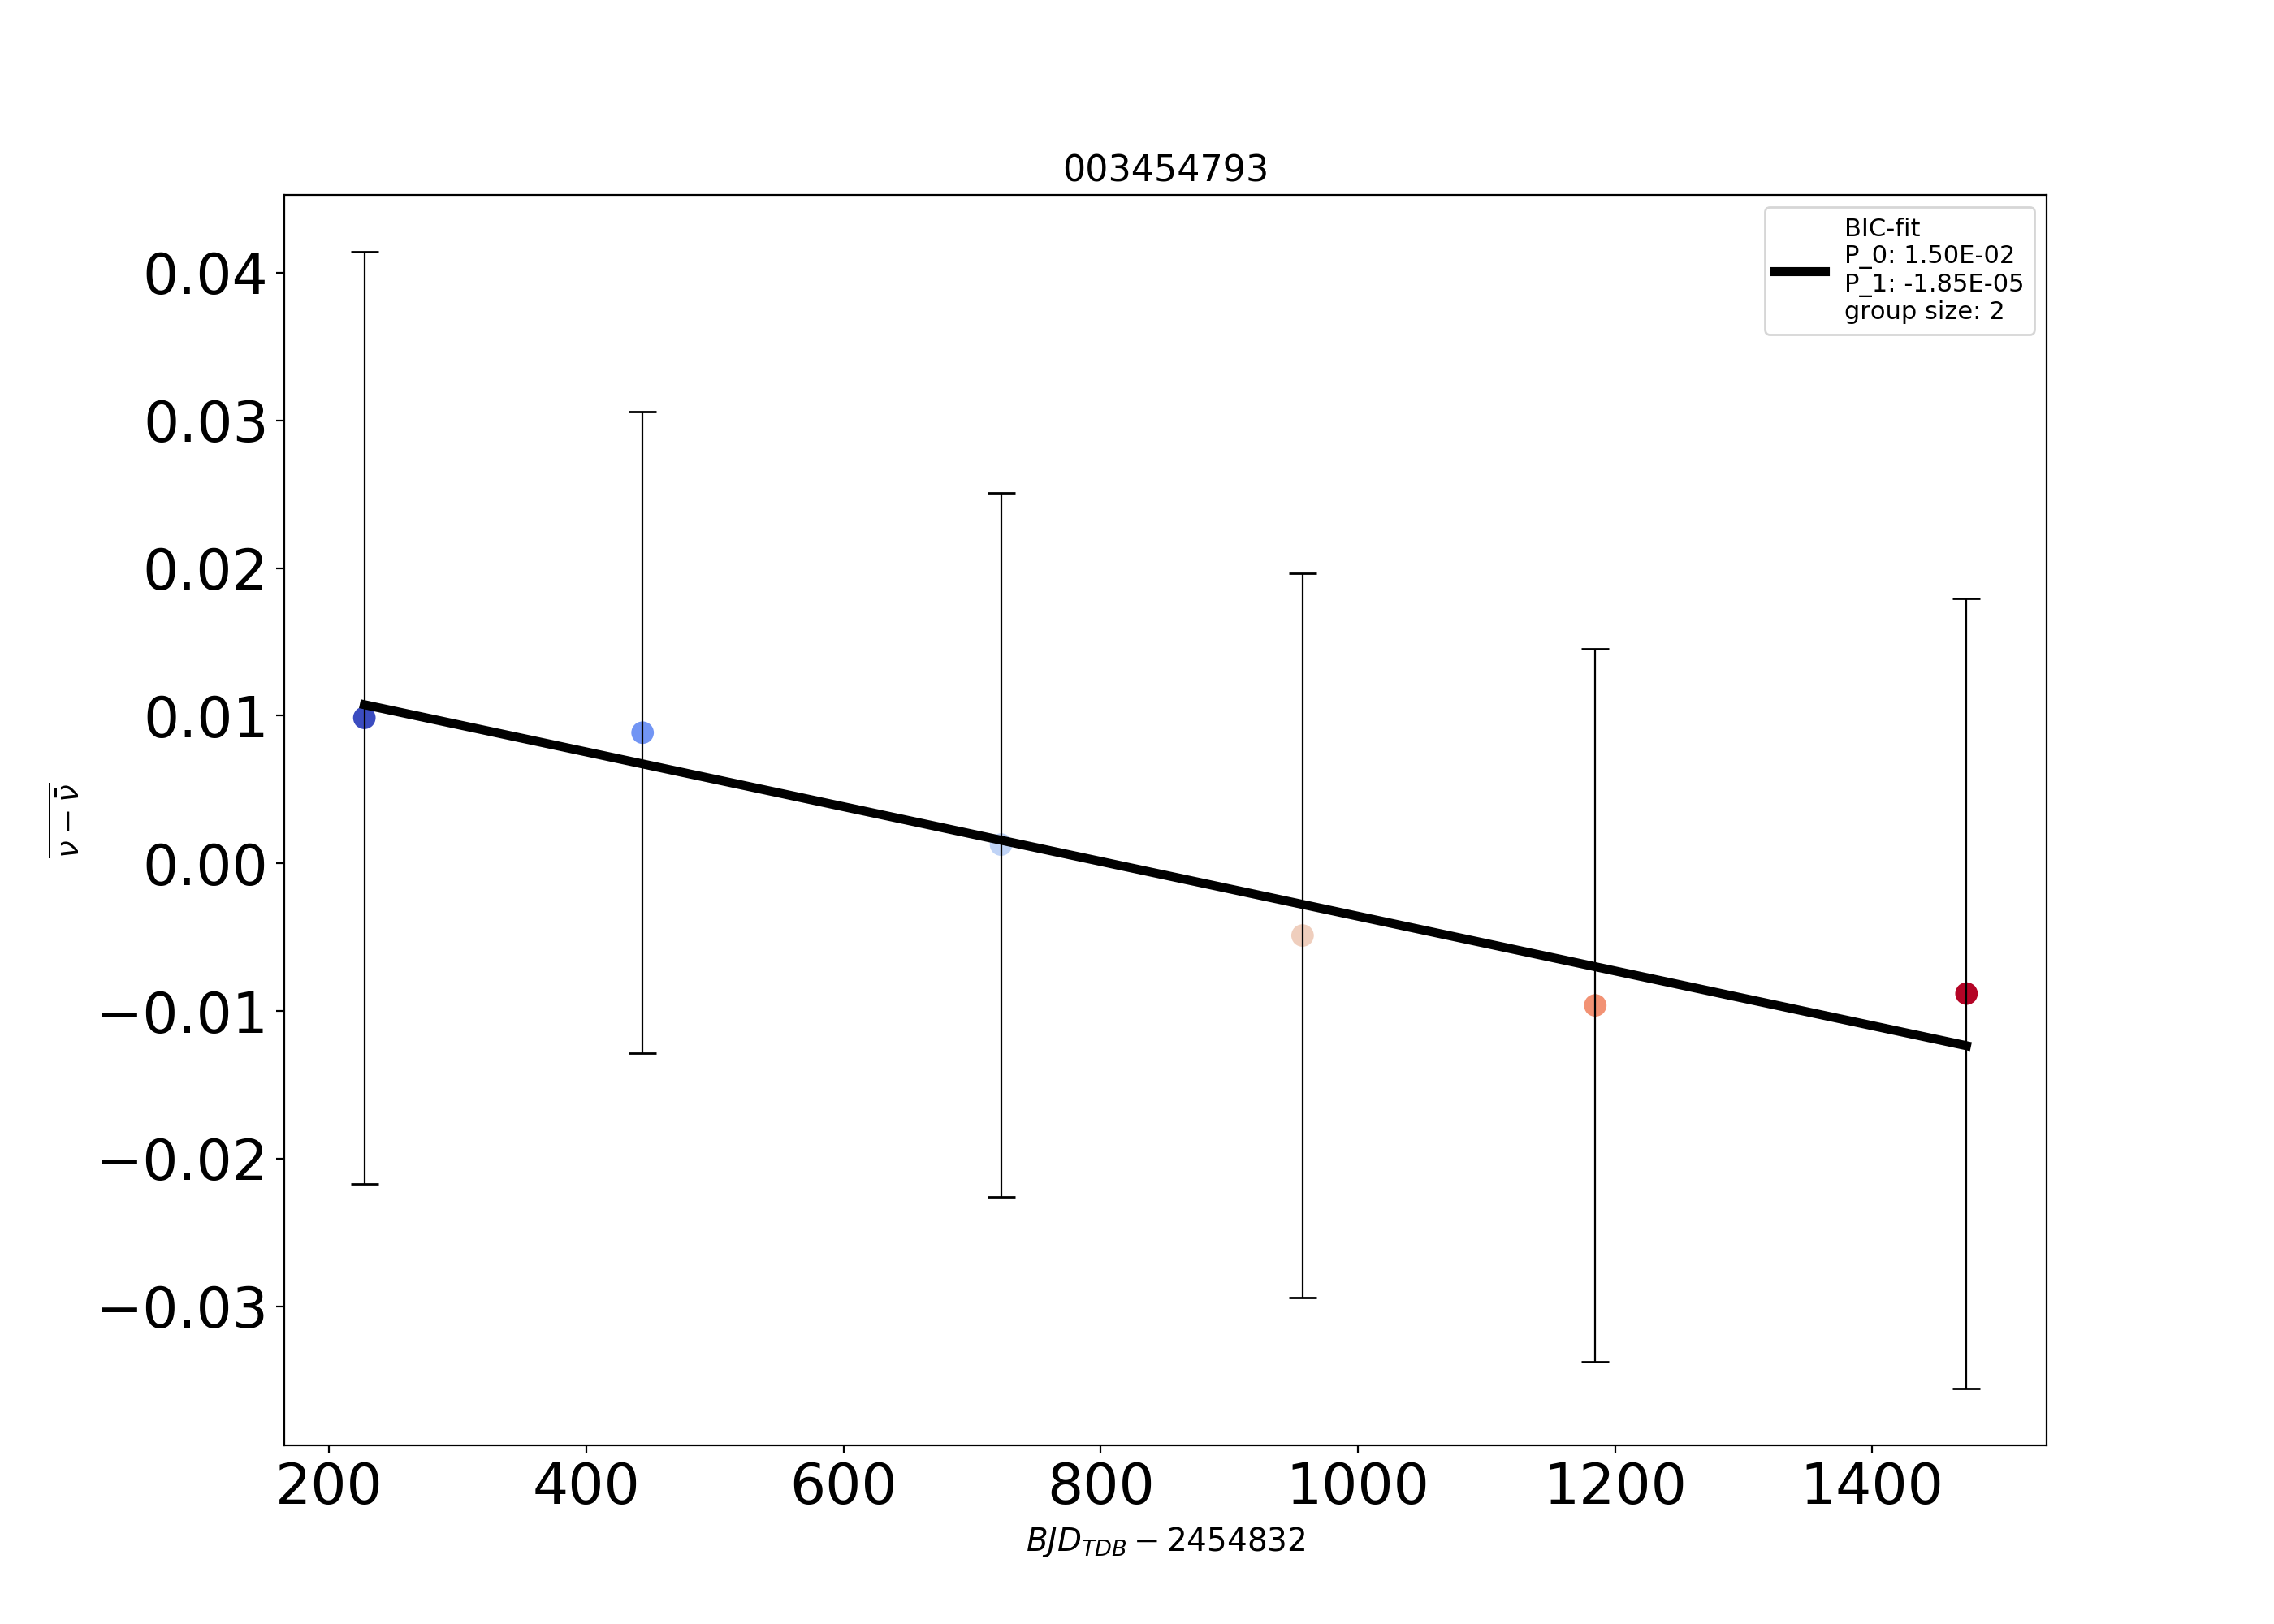 003454793
BIC-fit
P_0: 1.50E-02
P_1: -1.85E-05
group size: 2
0.04
0.03
0.02
0.01
0.00
−0.01
−0.02
−0.03
ν − ν̄
200 400 600 800 1000 1200 1400
BJD_TDB − 2454832